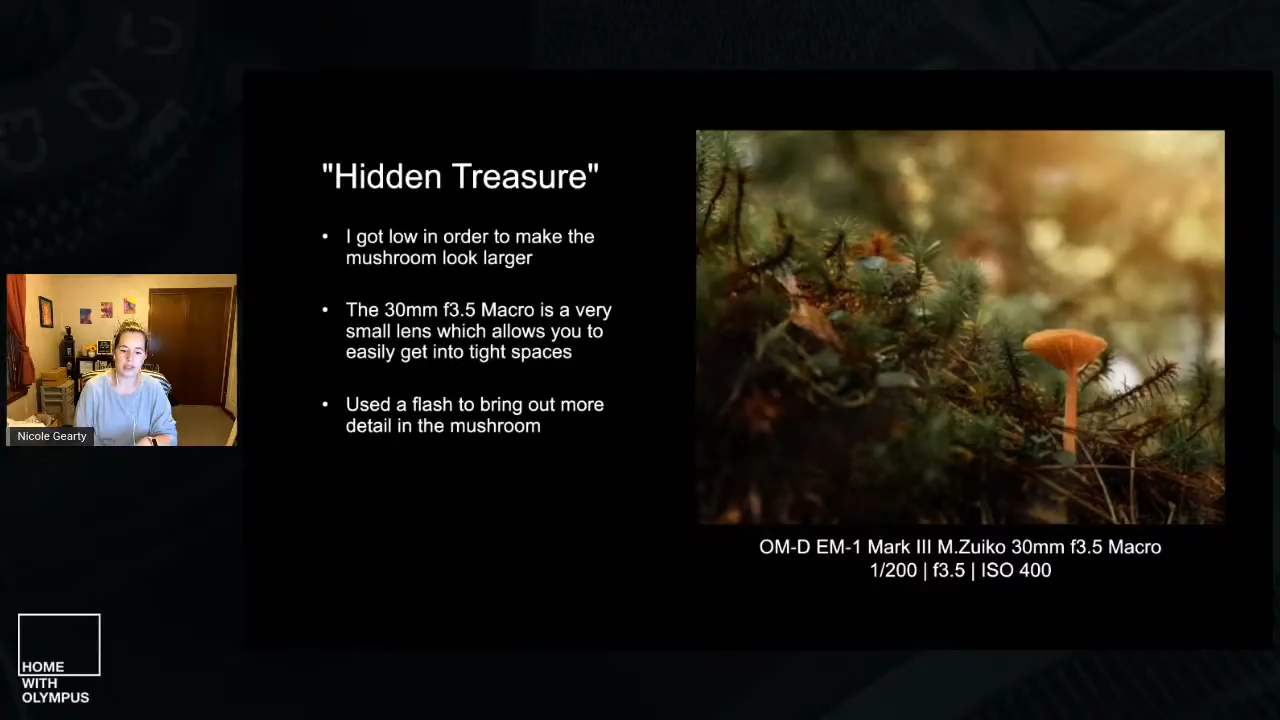 "Hidden Treasure"
• I got low in order to make the
mushroom look larger
• The 30mm f3.5 Macro is a very
small lens which allows you to
easily get into tight spaces
• Used a flash to bring out more
detail in the mushroom
OM-D EM-1 Mark III M.Zuiko 30mm f3.5 Macro
1/200 | f3.5 | ISO 400
Nicole Gearty
HOME
WITH
OLYMPUS